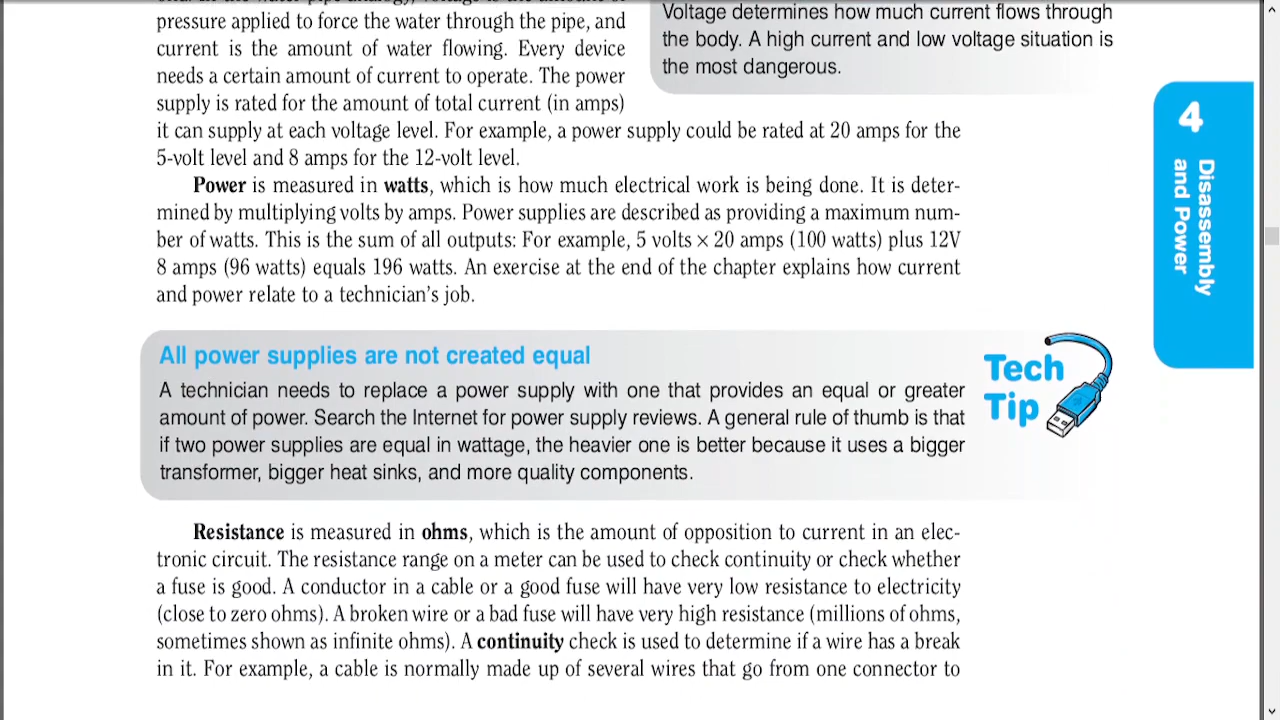 pressure applied to force the water through the pipe, and
current is the amount of water flowing. Every device
needs a certain amount of current to operate. The power
supply is rated for the amount of total current (in amps)
Voltage determines how much current flows through
the body. A high current and low voltage situation is
the most dangerous.
it can supply at each voltage level. For example, a power supply could be rated at 20 amps for the
5-volt level and 8 amps for the 12-volt level.
Power is measured in watts, which is how much electrical work is being done. It is deter-
mined by multiplying volts by amps. Power supplies are described as providing a maximum num-
ber of watts. This is the sum of all outputs: For example, 5 volts × 20 amps (100 watts) plus 12V
8 amps (96 watts) equals 196 watts. An exercise at the end of the chapter explains how current
and power relate to a technician's job.
4
Disassembly
and Power
All power supplies are not created equal
A technician needs to replace a power supply with one that provides an equal or greater
amount of power. Search the Internet for power supply reviews. A general rule of thumb is that
if two power supplies are equal in wattage, the heavier one is better because it uses a bigger
transformer, bigger heat sinks, and more quality components.
Tech
Tip
Resistance is measured in ohms, which is the amount of opposition to current in an elec-
tronic circuit. The resistance range on a meter can be used to check continuity or check whether
a fuse is good. A conductor in a cable or a good fuse will have very low resistance to electricity
(close to zero ohms). A broken wire or a bad fuse will have very high resistance (millions of ohms,
sometimes shown as infinite ohms). A continuity check is used to determine if a wire has a break
in it. For example, a cable is normally made up of several wires that go from one connector to